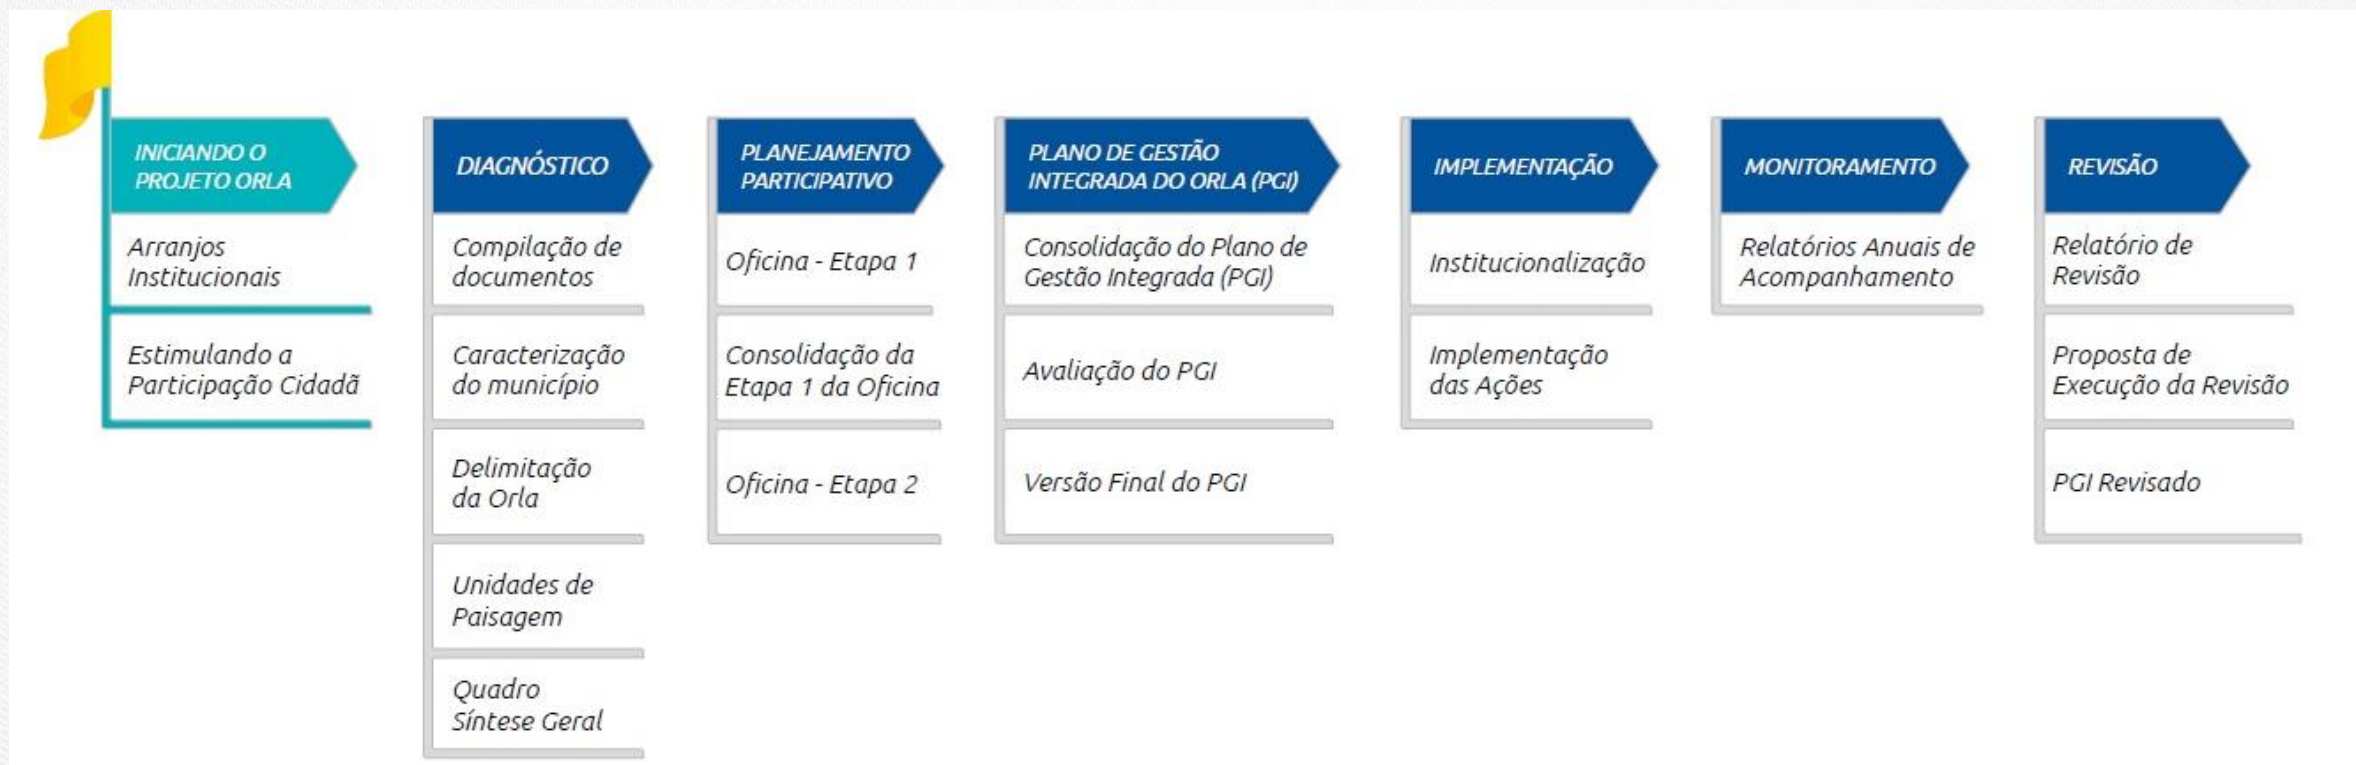 INICIANDO O
PROJETO ORLA
Arranjos
Institucionais
Estimulando a
Participação Cidadã
DIAGNÓSTICO
Compilação de
documentos
Caracterização
do município
Delimitação
da Orla
Unidades de
Paisagem
Quadro
Síntese Geral
PLANEJAMENTO
PARTICIPATIVO
Oficina - Etapa 1
Consolidação da
Etapa 1 da Oficina
Oficina - Etapa 2
PLANO DE GESTÃO
INTEGRADA DO ORLA (PGI)
Consolidação do Plano de
Gestão Integrada (PGI)
Avaliação do PGI
Versão Final do PGI
IMPLEMENTAÇÃO
Institucionalização
Implementação
das Ações
MONITORAMENTO
Relatórios Anuais de
Acompanhamento
REVISÃO
Relatório de
Revisão
Proposta de
Execução da Revisão
PGI Revisado